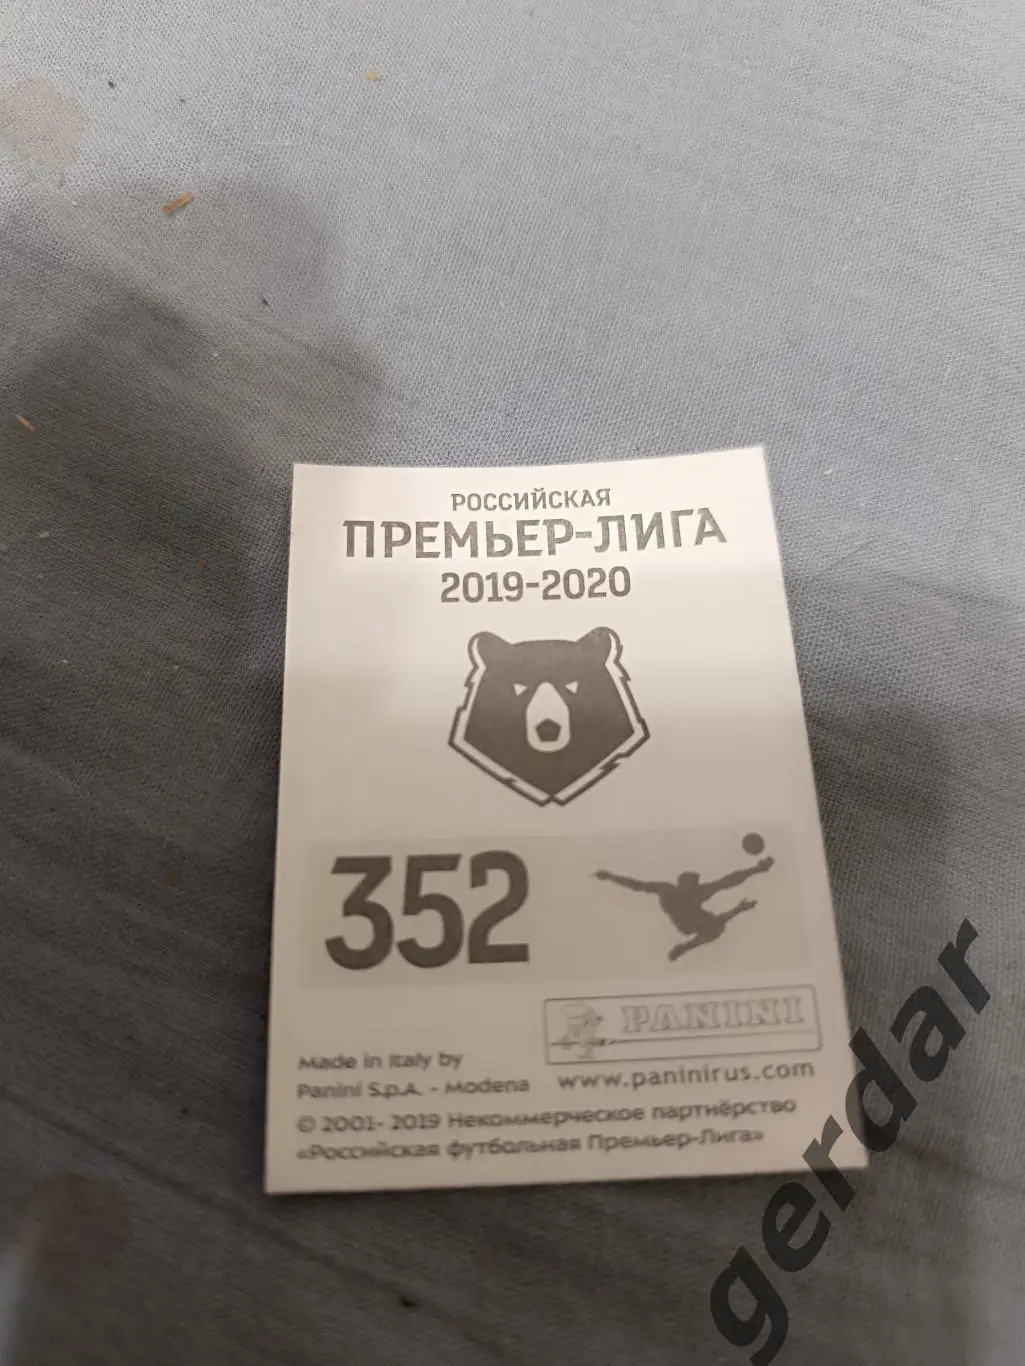 РОССИЙСКАЯ
ПРЕМЬЕР-ЛИГА
2019-2020
352
PANINI
Made in Italy by
Panini S.p.A. - Modena
www.paninirus.com
© 2001- 2019 Некоммерческое партнёрство
«Российская футбольная Премьер-Лига»
gerdar